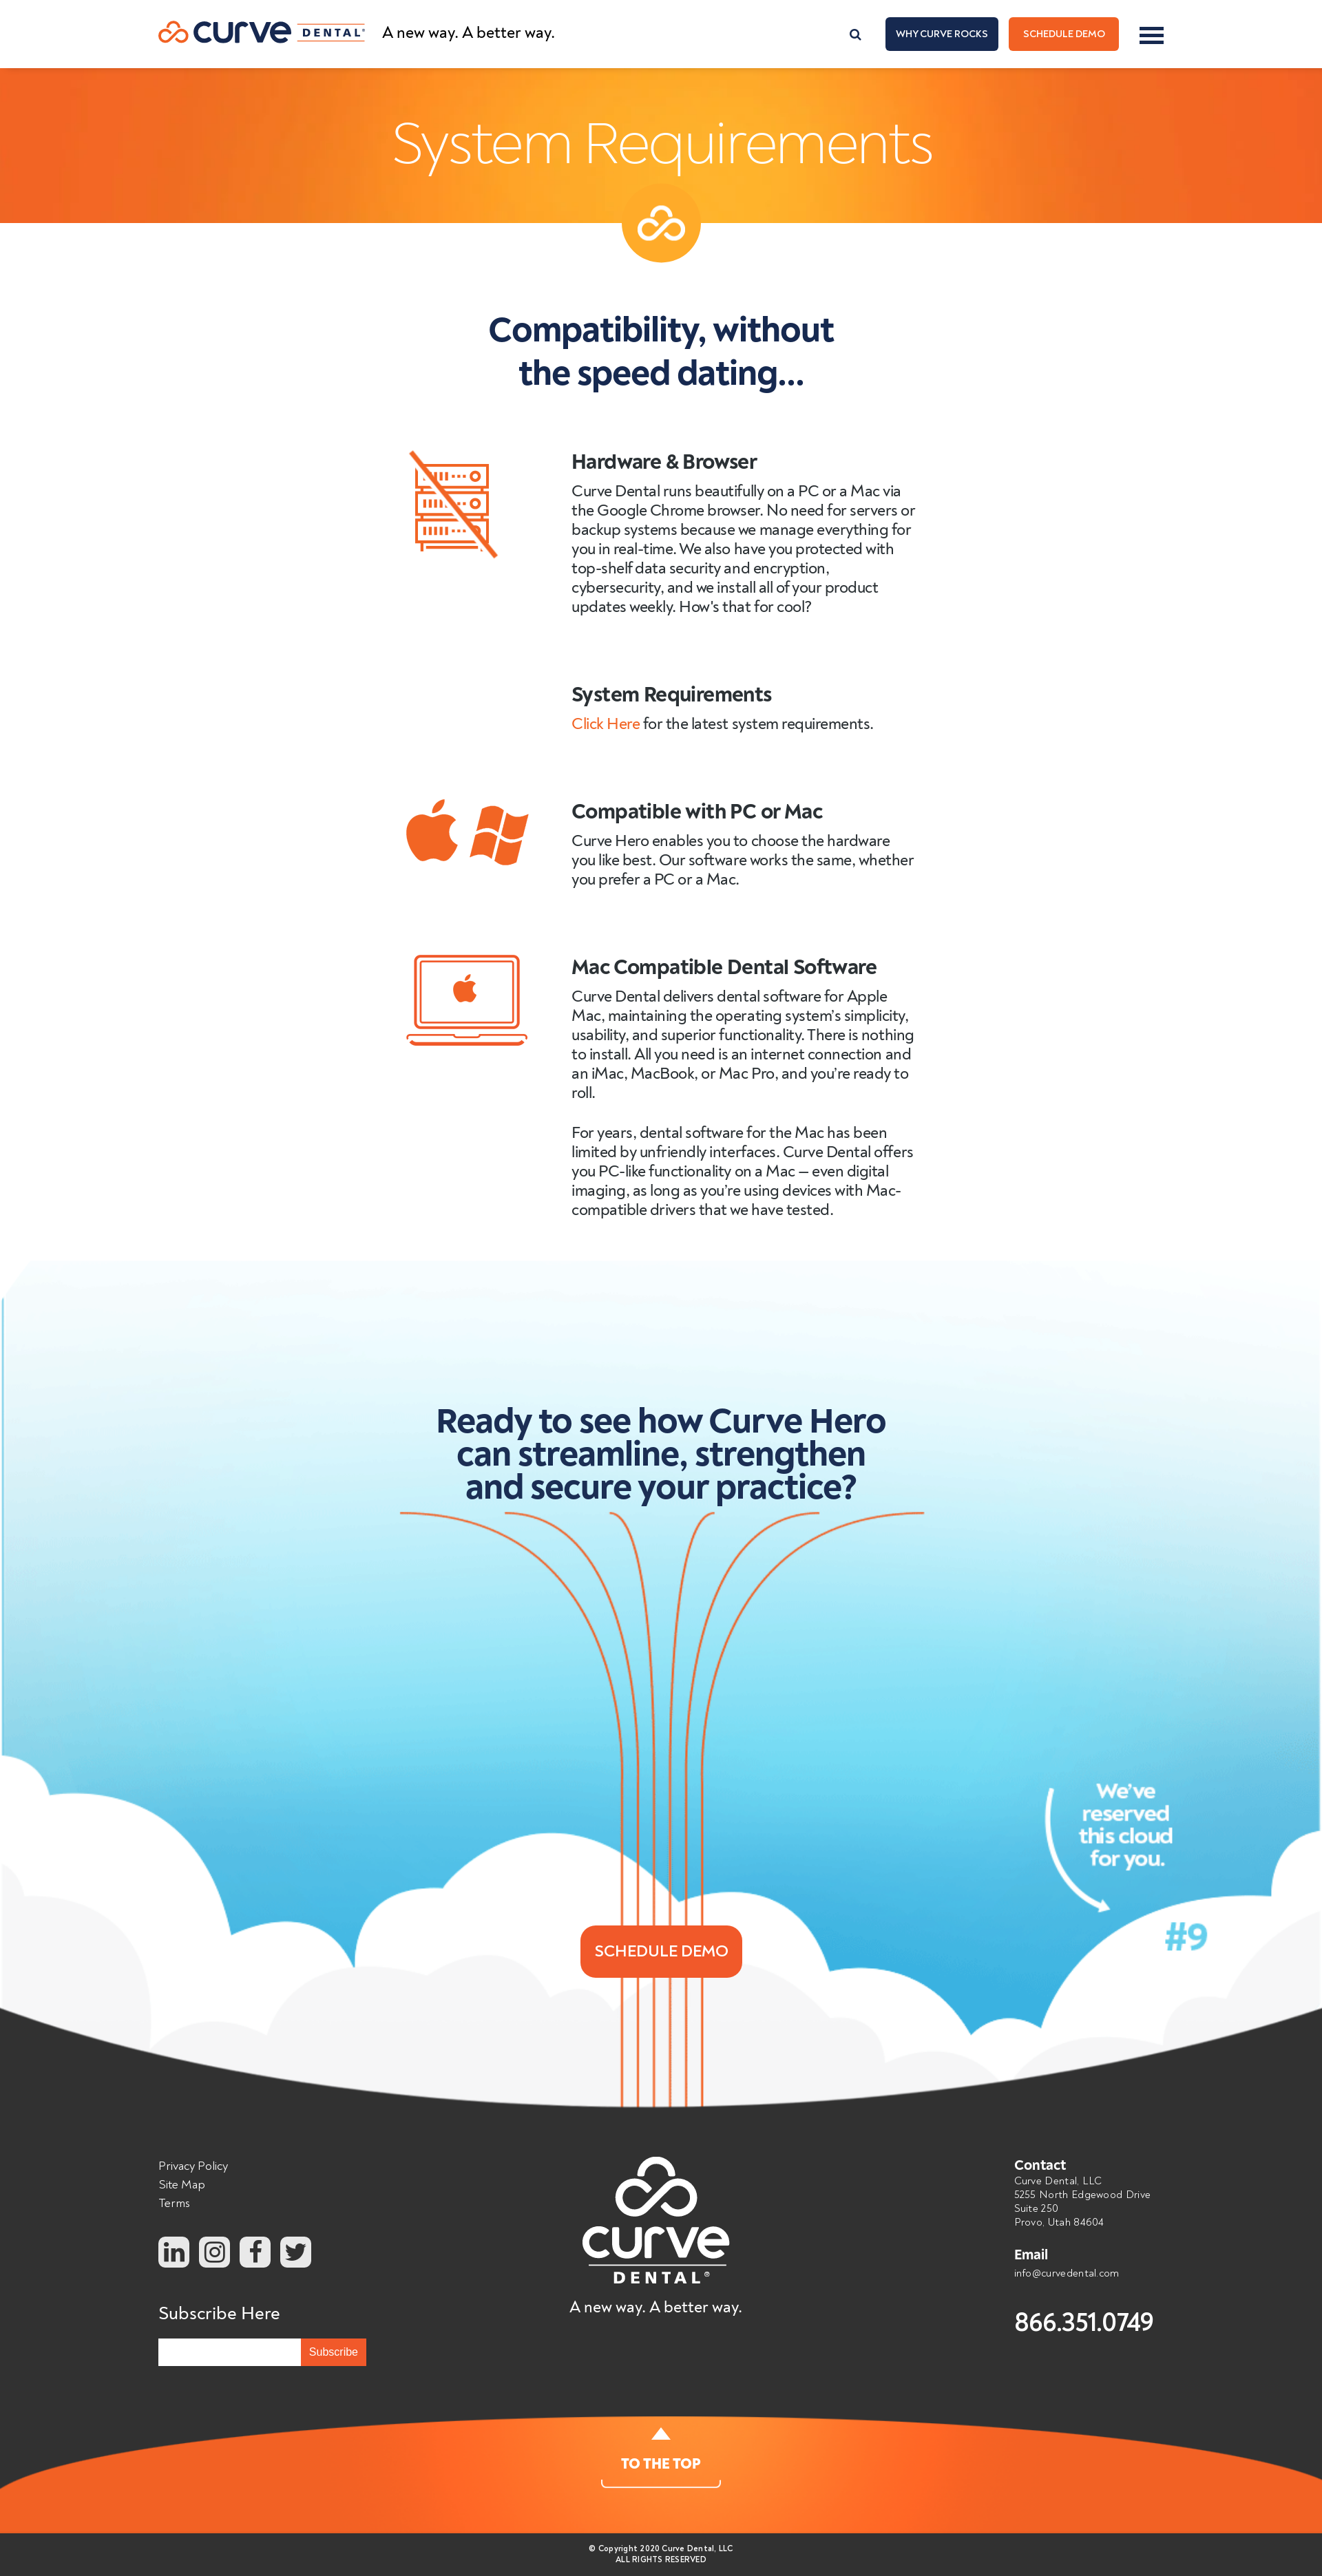 curve DENTAL® A new way. A better way.
WHY CURVE ROCKS
SCHEDULE DEMO
System Requirements
Compatibility, without
the speed dating...
Hardware & Browser
Curve Dental runs beautifully on a PC or a Mac via
the Google Chrome browser. No need for servers or
backup systems because we manage everything for
you in real-time. We also have you protected with
top-shelf data security and encryption,
cybersecurity, and we install all of your product
updates weekly. How's that for cool?
System Requirements
Click Here for the latest system requirements.
Compatible with PC or Mac
Curve Hero enables you to choose the hardware
you like best. Our software works the same, whether
you prefer a PC or a Mac.
Mac Compatible Dental Software
Curve Dental delivers dental software for Apple
Mac, maintaining the operating system's simplicity,
usability, and superior functionality. There is nothing
to install. All you need is an internet connection and
an iMac, MacBook, or Mac Pro, and you're ready to
roll.
For years, dental software for the Mac has been
limited by unfriendly interfaces. Curve Dental offers
you PC-like functionality on a Mac — even digital
imaging, as long as you're using devices with Mac-
compatible drivers that we have tested.
Ready to see how Curve Hero
can streamline, strengthen
and secure your practice?
We've
reserved
this cloud
for you.
#9
SCHEDULE DEMO
Privacy Policy
Site Map
Terms
Subscribe Here
Subscribe
curve
DENTAL®
A new way. A better way.
Contact
Curve Dental, LLC
5255 North Edgewood Drive
Suite 250
Provo, Utah 84604
Email
info@curvedental.com
866.351.0749
TO THE TOP
© Copyright 2020 Curve Dental, LLC
ALL RIGHTS RESERVED